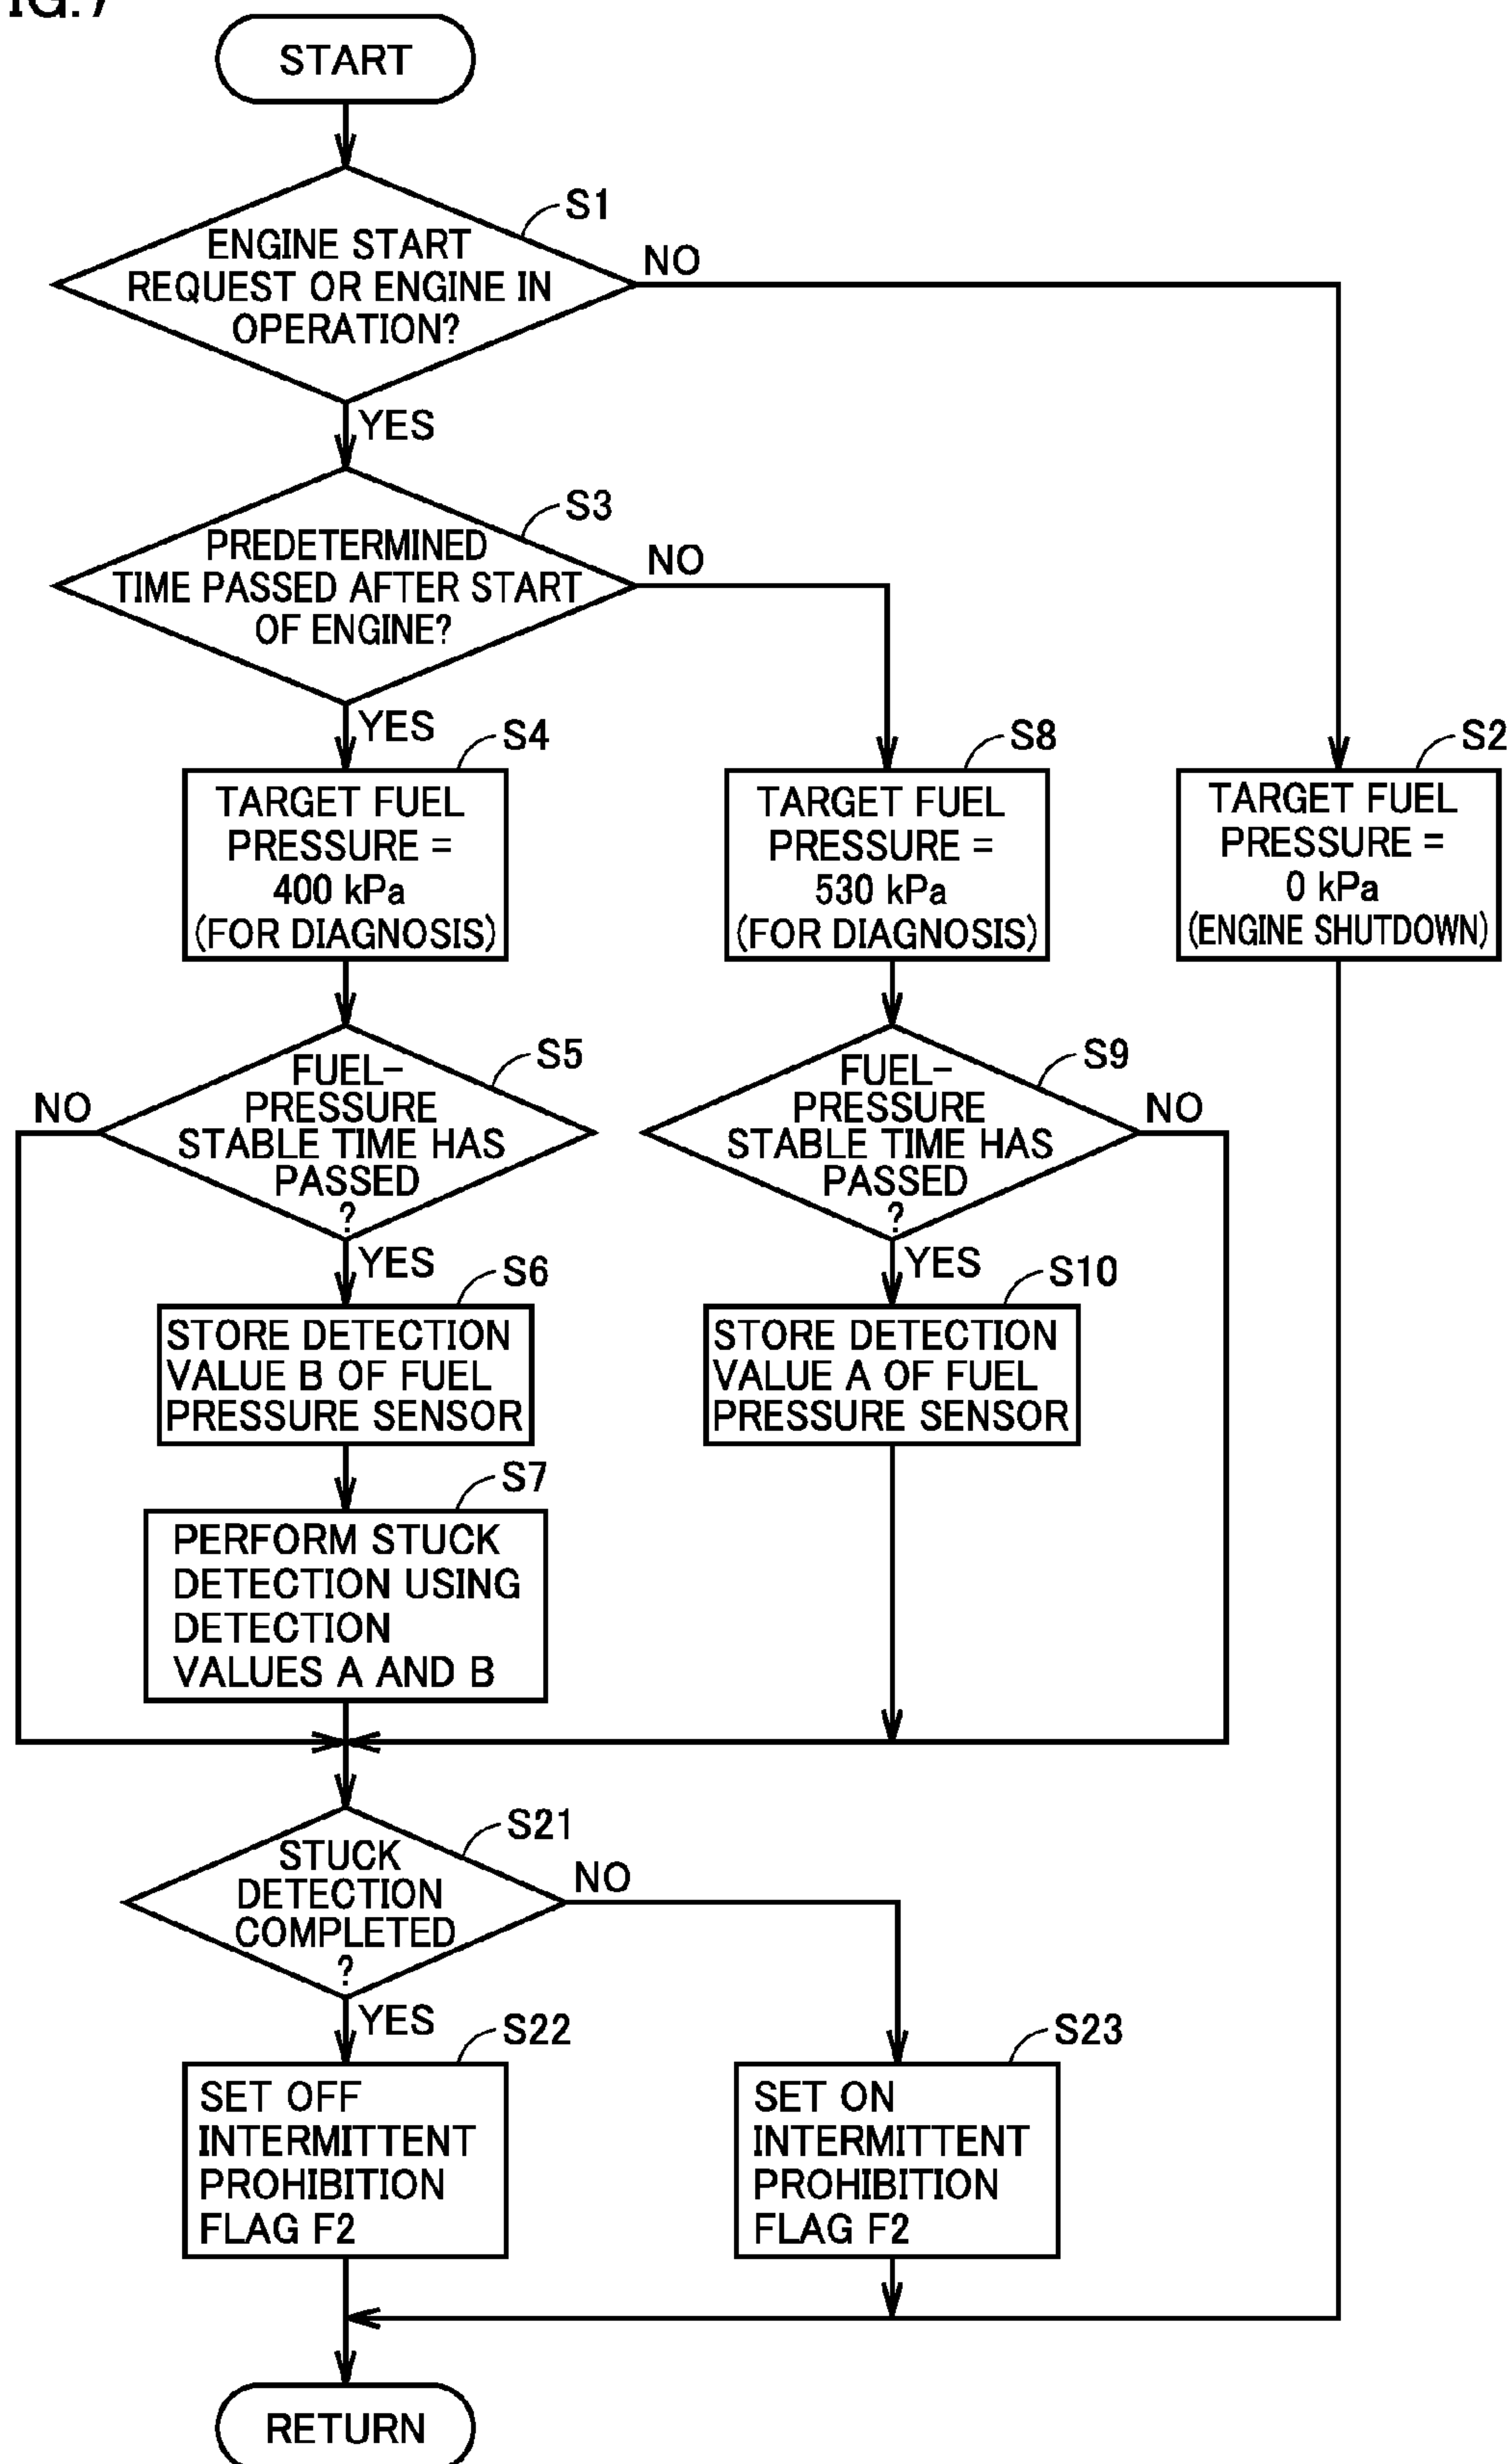 IG.7
START
S1
ENGINE START
REQUEST OR ENGINE IN
OPERATION?
NO
YES
S3
PREDETERMINED
TIME PASSED AFTER START
OF ENGINE?
NO
YES
S4
TARGET FUEL
PRESSURE =
400 kPa
(FOR DIAGNOSIS)
S8
TARGET FUEL
PRESSURE =
530 kPa
(FOR DIAGNOSIS)
S2
TARGET FUEL
PRESSURE =
0 kPa
(ENGINE SHUTDOWN)
S5
FUEL-
PRESSURE
STABLE TIME HAS
PASSED
?
NO
YES
S9
FUEL-
PRESSURE
STABLE TIME HAS
PASSED
?
NO
YES
S6
STORE DETECTION
VALUE B OF FUEL
PRESSURE SENSOR
S10
STORE DETECTION
VALUE A OF FUEL
PRESSURE SENSOR
S7
PERFORM STUCK
DETECTION USING
DETECTION
VALUES A AND B
S21
STUCK
DETECTION
COMPLETED
?
NO
YES
S22
SET OFF
INTERMITTENT
PROHIBITION
FLAG F2
S23
SET ON
INTERMITTENT
PROHIBITION
FLAG F2
RETURN